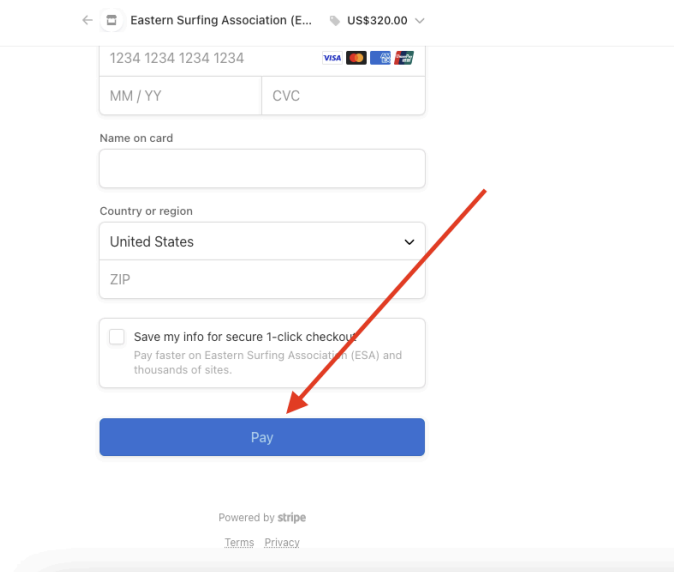 Eastern Surfing Association (E... US$320.00
1234 1234 1234 1234 VISA
MM / YY CVC
Name on card
Country or region
United States
ZIP
Save my info for secure 1-click checkout
Pay faster on Eastern Surfing Association (ESA) and
thousands of sites.
Pay
Powered by stripe
Terms Privacy